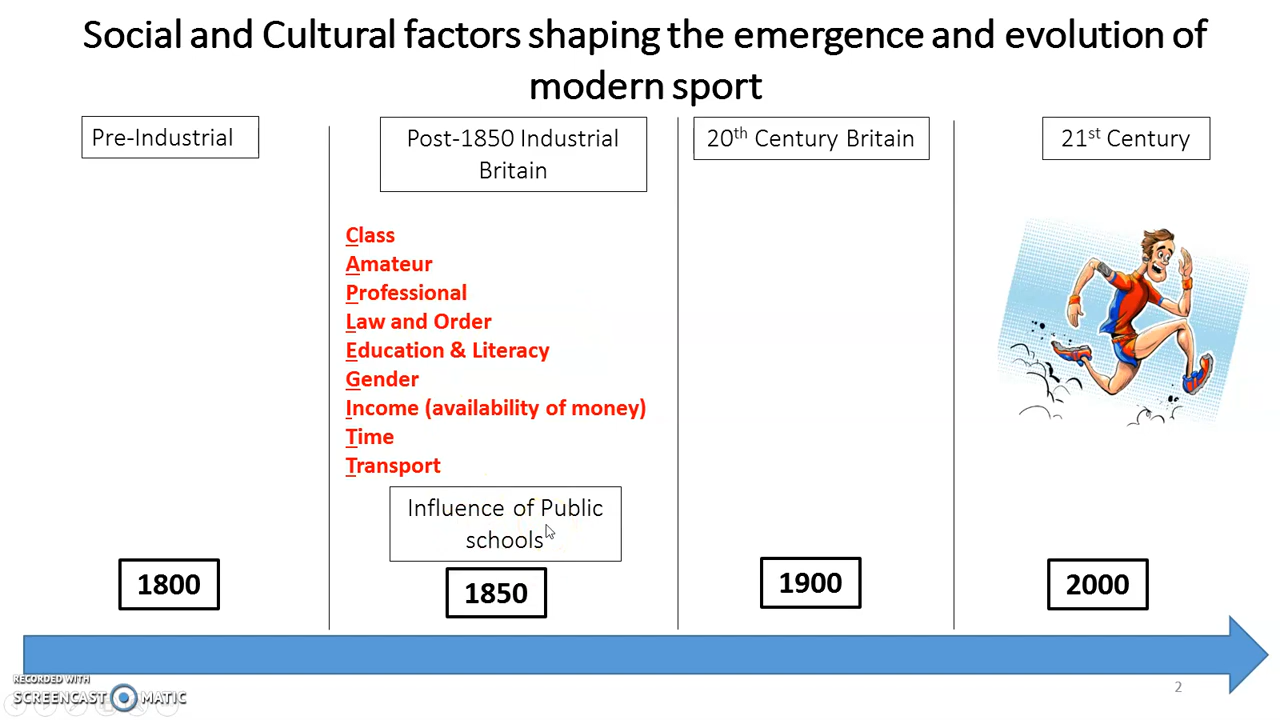 Social and Cultural factors shaping the emergence and evolution of
modern sport
Pre-Industrial
Post-1850 Industrial
Britain
20th Century Britain
21st Century
Class
Amateur
Professional
Law and Order
Education & Literacy
Gender
Income (availability of money)
Time
Transport
Influence of Public
schools
1800
1850
1900
2000
RECORDED WITH
SCREENCAST MATIC
2